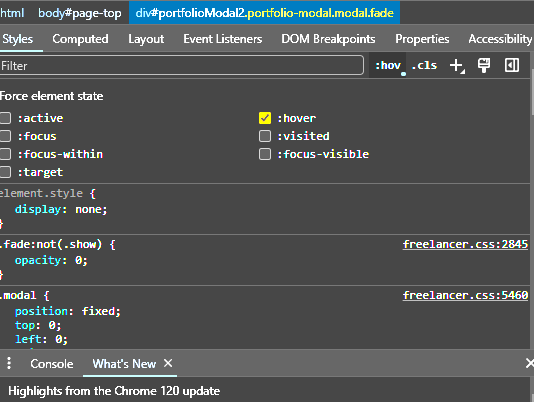 html body#page-top div#portfolioModal2.portfolio-modal.modal.fade
Styles Computed Layout Event Listeners DOM Breakpoints Properties Accessibility
Filter :hov .cls
Force element state
:active :hover
:focus :visited
:focus-within :focus-visible
:target
element.style {
display: none;
}
.fade:not(.show) { freelancer.css:2845
opacity: 0;
}
.modal { freelancer.css:5460
position: fixed;
top: 0;
left: 0;
Console What's New
Highlights from the Chrome 120 update